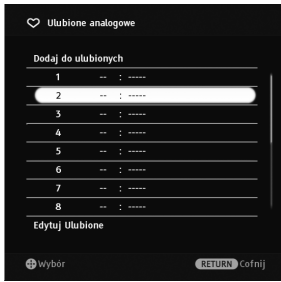 Ulubione analogowe
Dodaj do ulubionych
1 -- : -----
2 -- : -----
3 -- : -----
4 -- : -----
5 -- : -----
6 -- : -----
7 -- : -----
8 -- : -----
Edytuj Ulubione
Wybór RETURN Cofnij